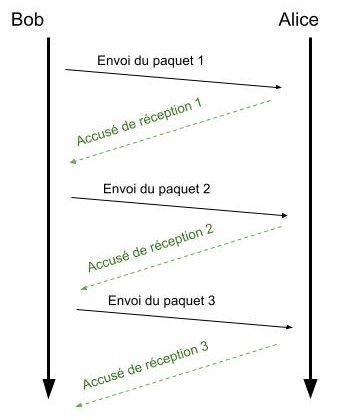 Bob
Alice
Envoi du paquet 1
Accusé de réception 1
Envoi du paquet 2
Accusé de réception 2
Envoi du paquet 3
Accusé de réception 3